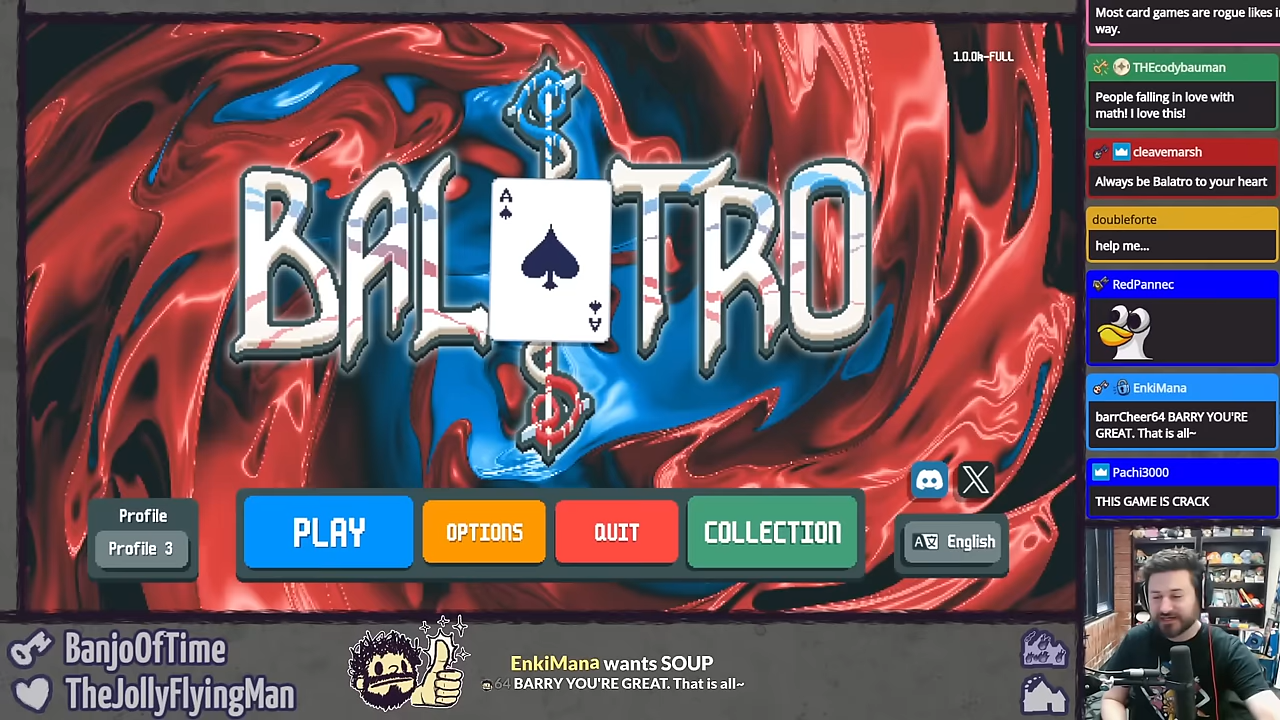 1.0.0h-FULL
BALATRO
A
A
Profile
Profile 3
PLAY
OPTIONS
QUIT
COLLECTION
English
BanjoOfTime
TheJollyFlyingMan
EnkiMana wants SOUP
64 BARRY YOU'RE GREAT. That is all~
Most card games are rogue likes i
way.
THEcodybauman
People falling in love with
math! I love this!
cleavemarsh
Always be Balatro to your heart
doubleforte
help me...
RedPannec
EnkiMana
barrCheer64 BARRY YOU'RE
GREAT. That is all~
Pachi3000
THIS GAME IS CRACK